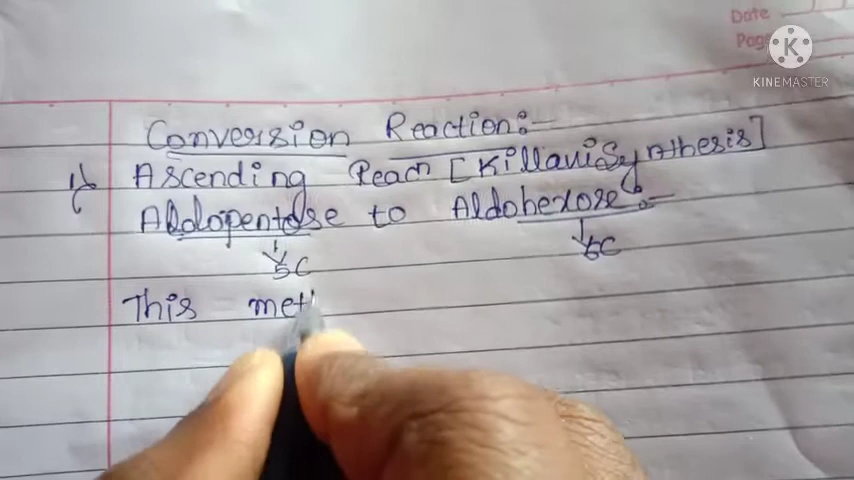 Date
Page
K
KINEMASTER
Conversion Reaction:-
1) Ascending Reacn [Killani Synthesis]
Aldopentose to Aldohexose:-
5C 6C
This met